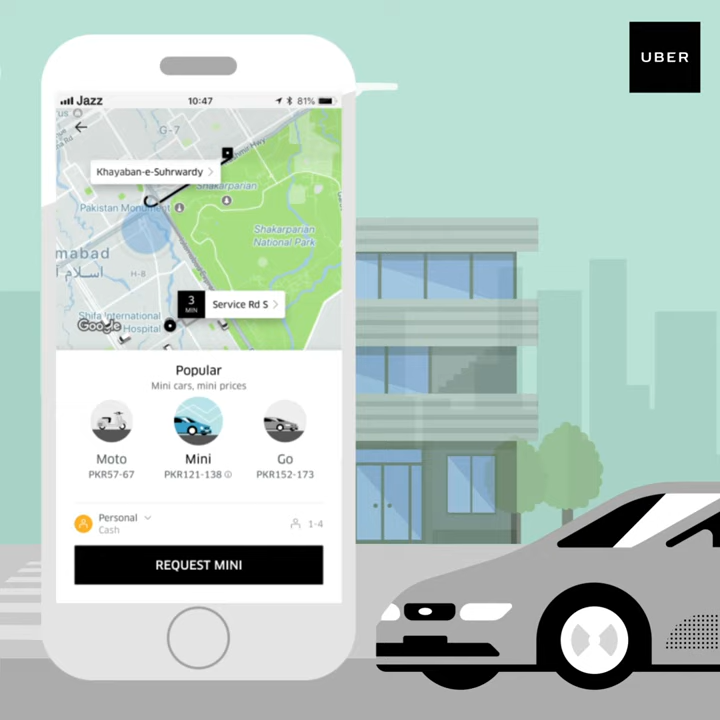 UBER
Jazz
10:47
81%
G-7
Khayaban-e-Suhrwardy
Shakarparian
Pakistan Monument
Shakarparian
National Park
mabad
H-8
3
MIN
Service Rd S
Shifa International
Hospital
Google
Popular
Mini cars, mini prices
Moto
Mini
Go
PKR57-67
PKR121-138
PKR152-173
Personal
Cash
1-4
REQUEST MINI